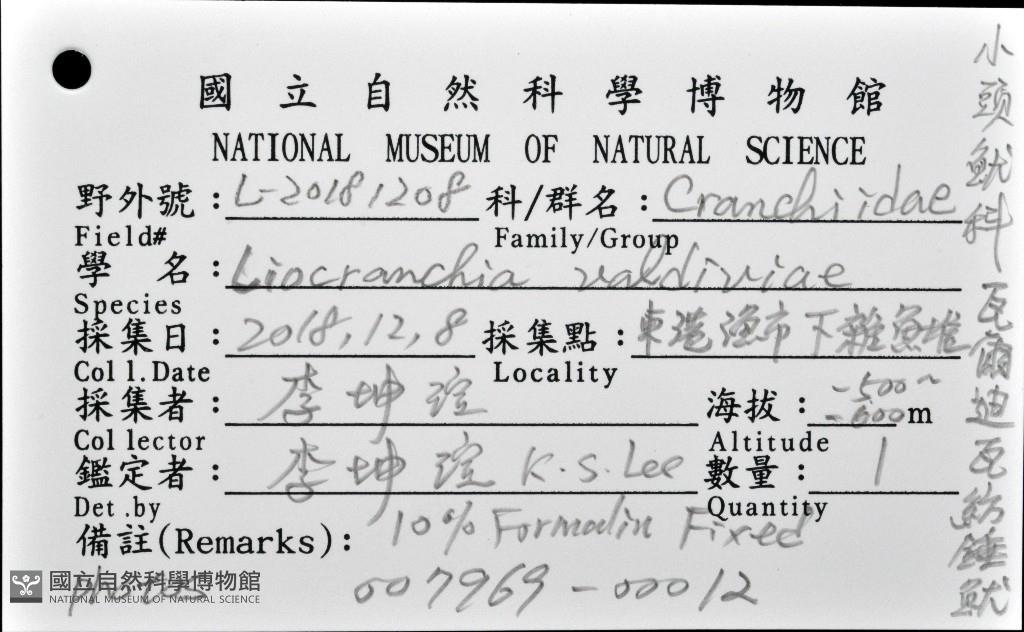 國立自然科學博物館
NATIONAL MUSEUM OF NATURAL SCIENCE
野外號：L-20181208 科/群名：Cranchiidae
Field# Family/Group
學名：Liocranchia valdiviae
Species
採集日：2018,12,8 採集點：東港漁市下雜魚堆
Coll.Date Locality
採集者：李坤瑄 海拔：-500~-600m
Collector Altitude
鑑定者：李坤瑄 K.S.Lee 數量：1
Det.by Quantity
備註(Remarks)：10% Formalin Fixed
007969-00012
國立自然科學博物館
NATIONAL MUSEUM OF NATURAL SCIENCE
小頭魷科 瓦爾迪瓦紡錘魷